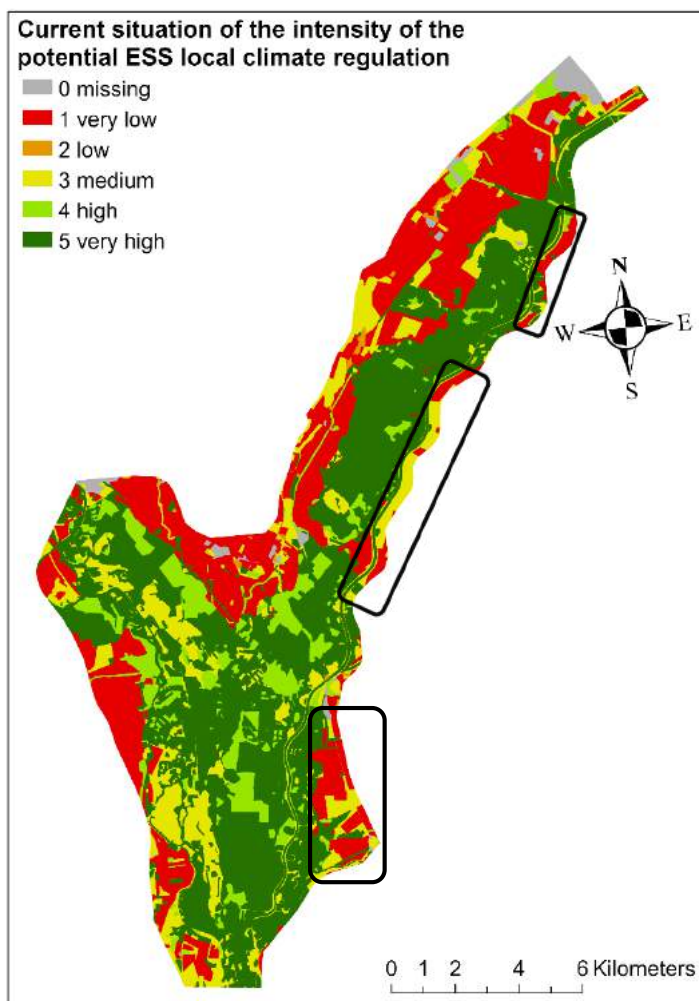 Current situation of the intensity of the
potential ESS local climate regulation
0 missing
1 very low
2 low
3 medium
4 high
5 very high
N
W E
S
0 1 2 4 6 Kilometers